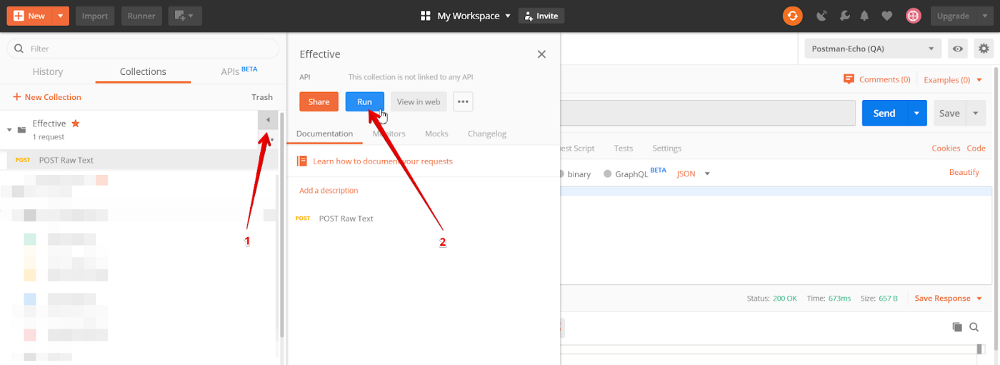 New
Import
Runner
My Workspace
Invite
Upgrade
Filter
History
Collections
APIs BETA
+ New Collection
Trash
Effective
1 request
POST POST Raw Text
1
Effective
API
This collection is not linked to any API
Share
Run
View in web
Documentation
Monitors
Mocks
Changelog
Learn how to document your requests
Add a description
POST POST Raw Text
2
Postman-Echo (QA)
Comments (0)
Examples (0)
Send
Save
Script
Tests
Settings
Cookies
Code
binary
GraphQL BETA
JSON
Beautify
Status: 200 OK
Time: 673ms
Size: 657 B
Save Response